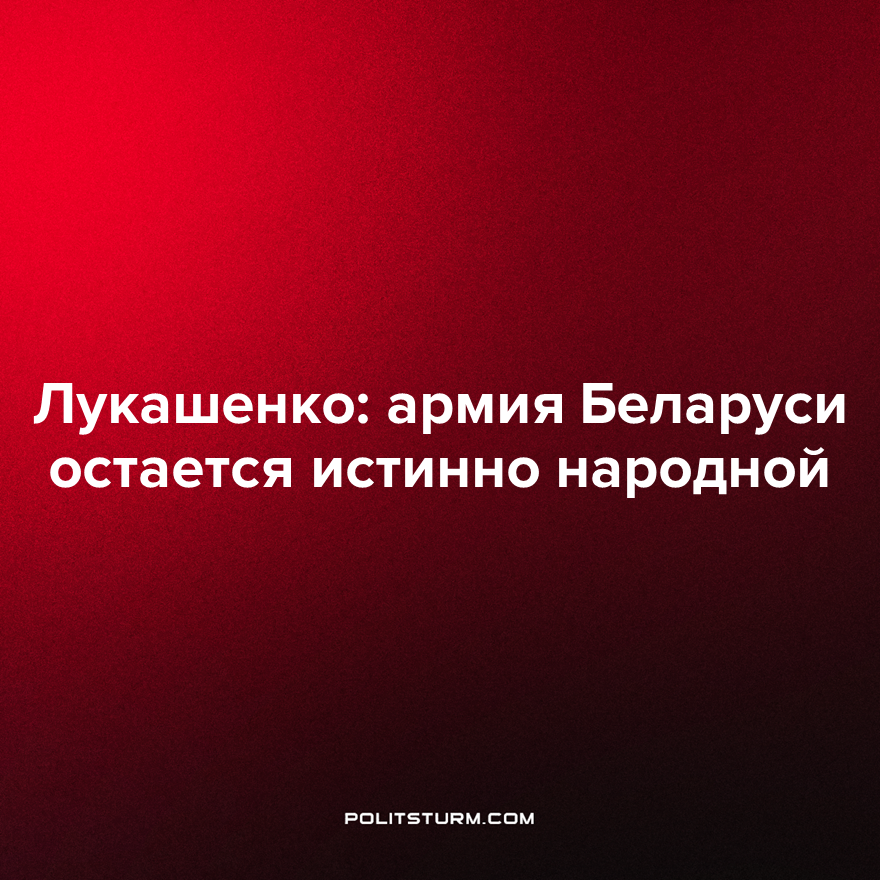 Лукашенко: армия Беларуси
остается истинно народной
POLITSTURM.COM